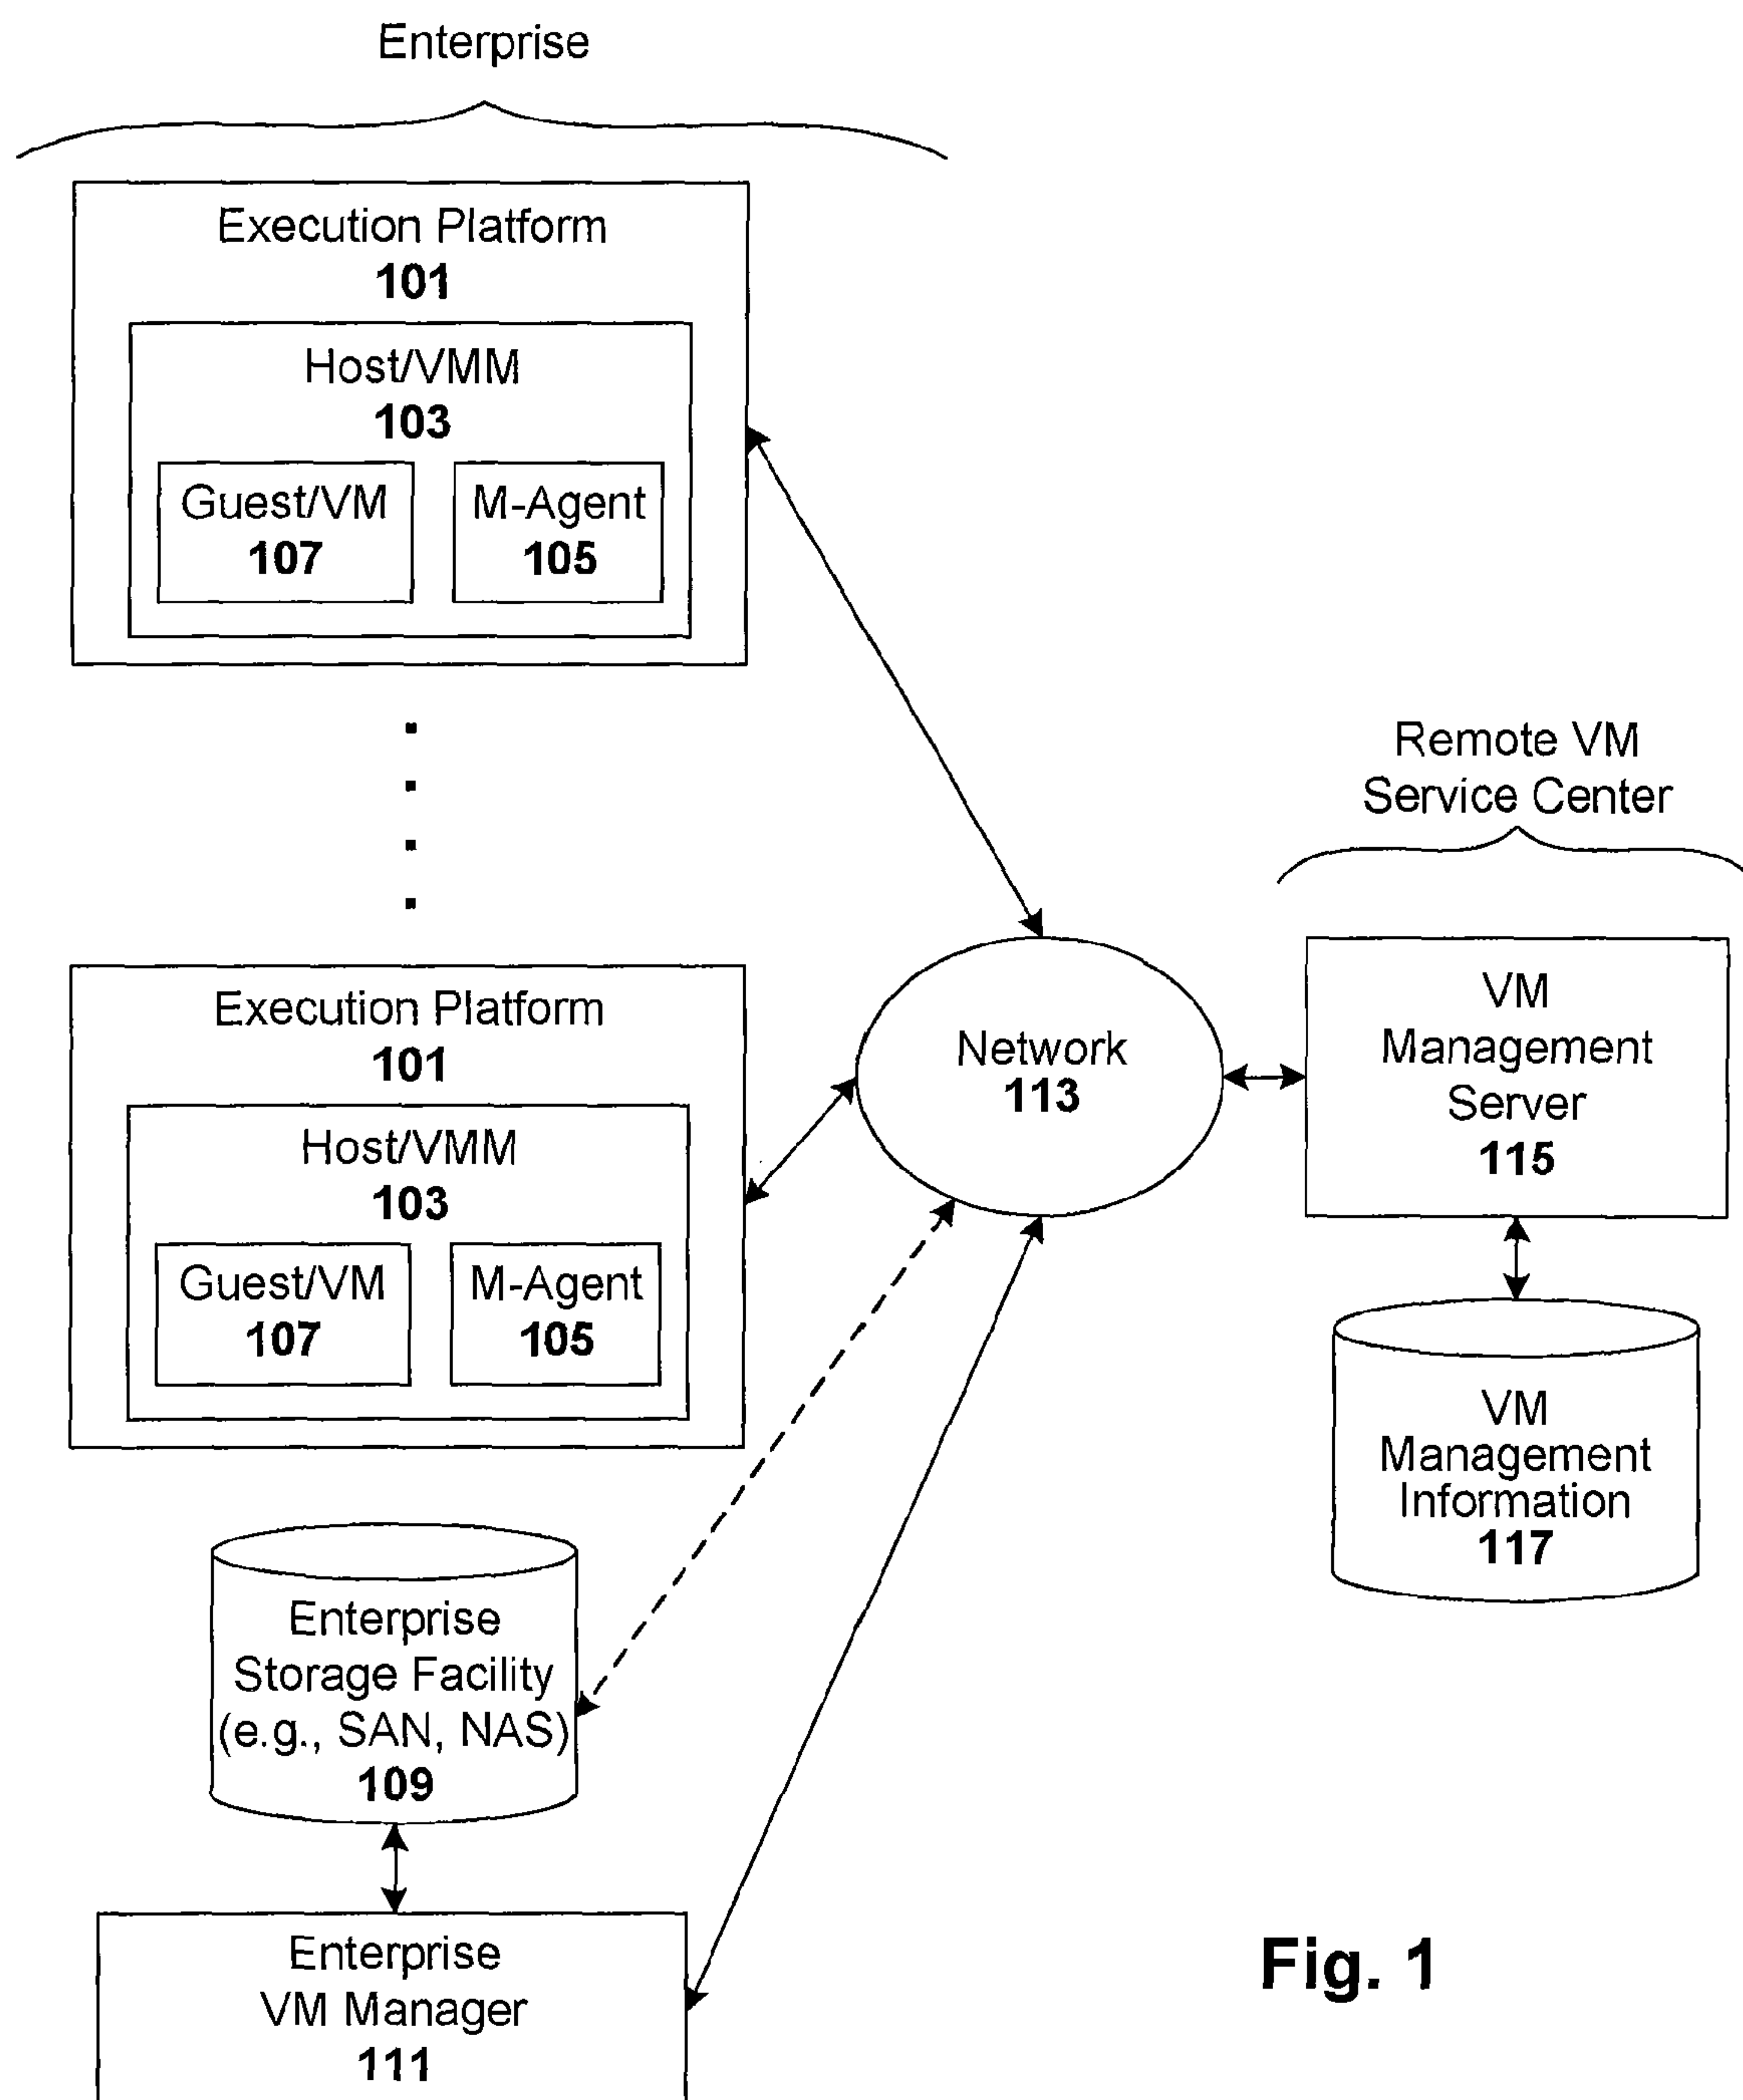 Enterprise
Execution Platform
101
Host/VMM
103
Guest/VM
107
M-Agent
105
Execution Platform
101
Host/VMM
103
Guest/VM
107
M-Agent
105
Enterprise
Storage Facility
(e.g., SAN, NAS)
109
Enterprise
VM Manager
111
Network
113
Remote VM
Service Center
VM
Management
Server
115
VM
Management
Information
117
Fig. 1